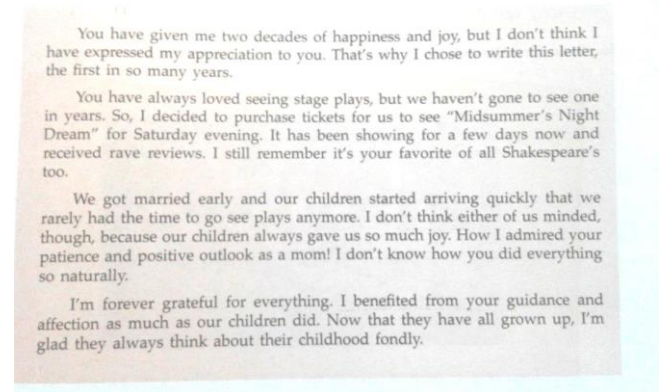 You have given me two decades of happiness and joy, but I don't think I
have expressed my appreciation to you. That's why I chose to write this letter,
the first in so many years.
You have always loved seeing stage plays, but we haven't gone to see one
in years. So, I decided to purchase tickets for us to see "Midsummer's Night
Dream" for Saturday evening. It has been showing for a few days now and
received rave reviews. I still remember it's your favorite of all Shakespeare's
too.
We got married early and our children started arriving quickly that we
rarely had the time to go see plays anymore. I don't think either of us minded,
though, because our children always gave us so much joy. How I admired your
patience and positive outlook as a mom! I don't know how you did everything
so naturally.
I'm forever grateful for everything. I benefited from your guidance and
affection as much as our children did. Now that they have all grown up, I'm
glad they always think about their childhood fondly.